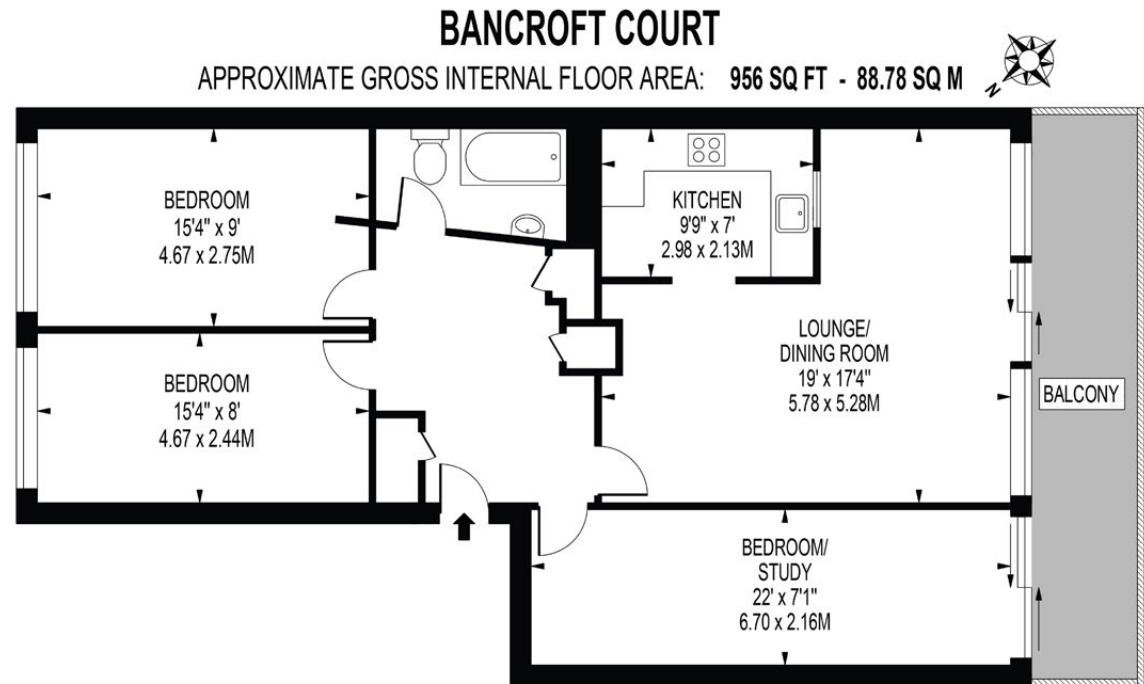 BANCROFT COURT
APPROXIMATE GROSS INTERNAL FLOOR AREA: 956 SQ FT - 88.78 SQ M
N
BEDROOM
15'4" x 9'
4.67 x 2.75M
KITCHEN
9'9" x 7'
2.98 x 2.13M
LOUNGE/
DINING ROOM
19' x 17'4"
5.78 x 5.28M
BEDROOM
15'4" x 8'
4.67 x 2.44M
BALCONY
BEDROOM/
STUDY
22' x 7'1"
6.70 x 2.16M